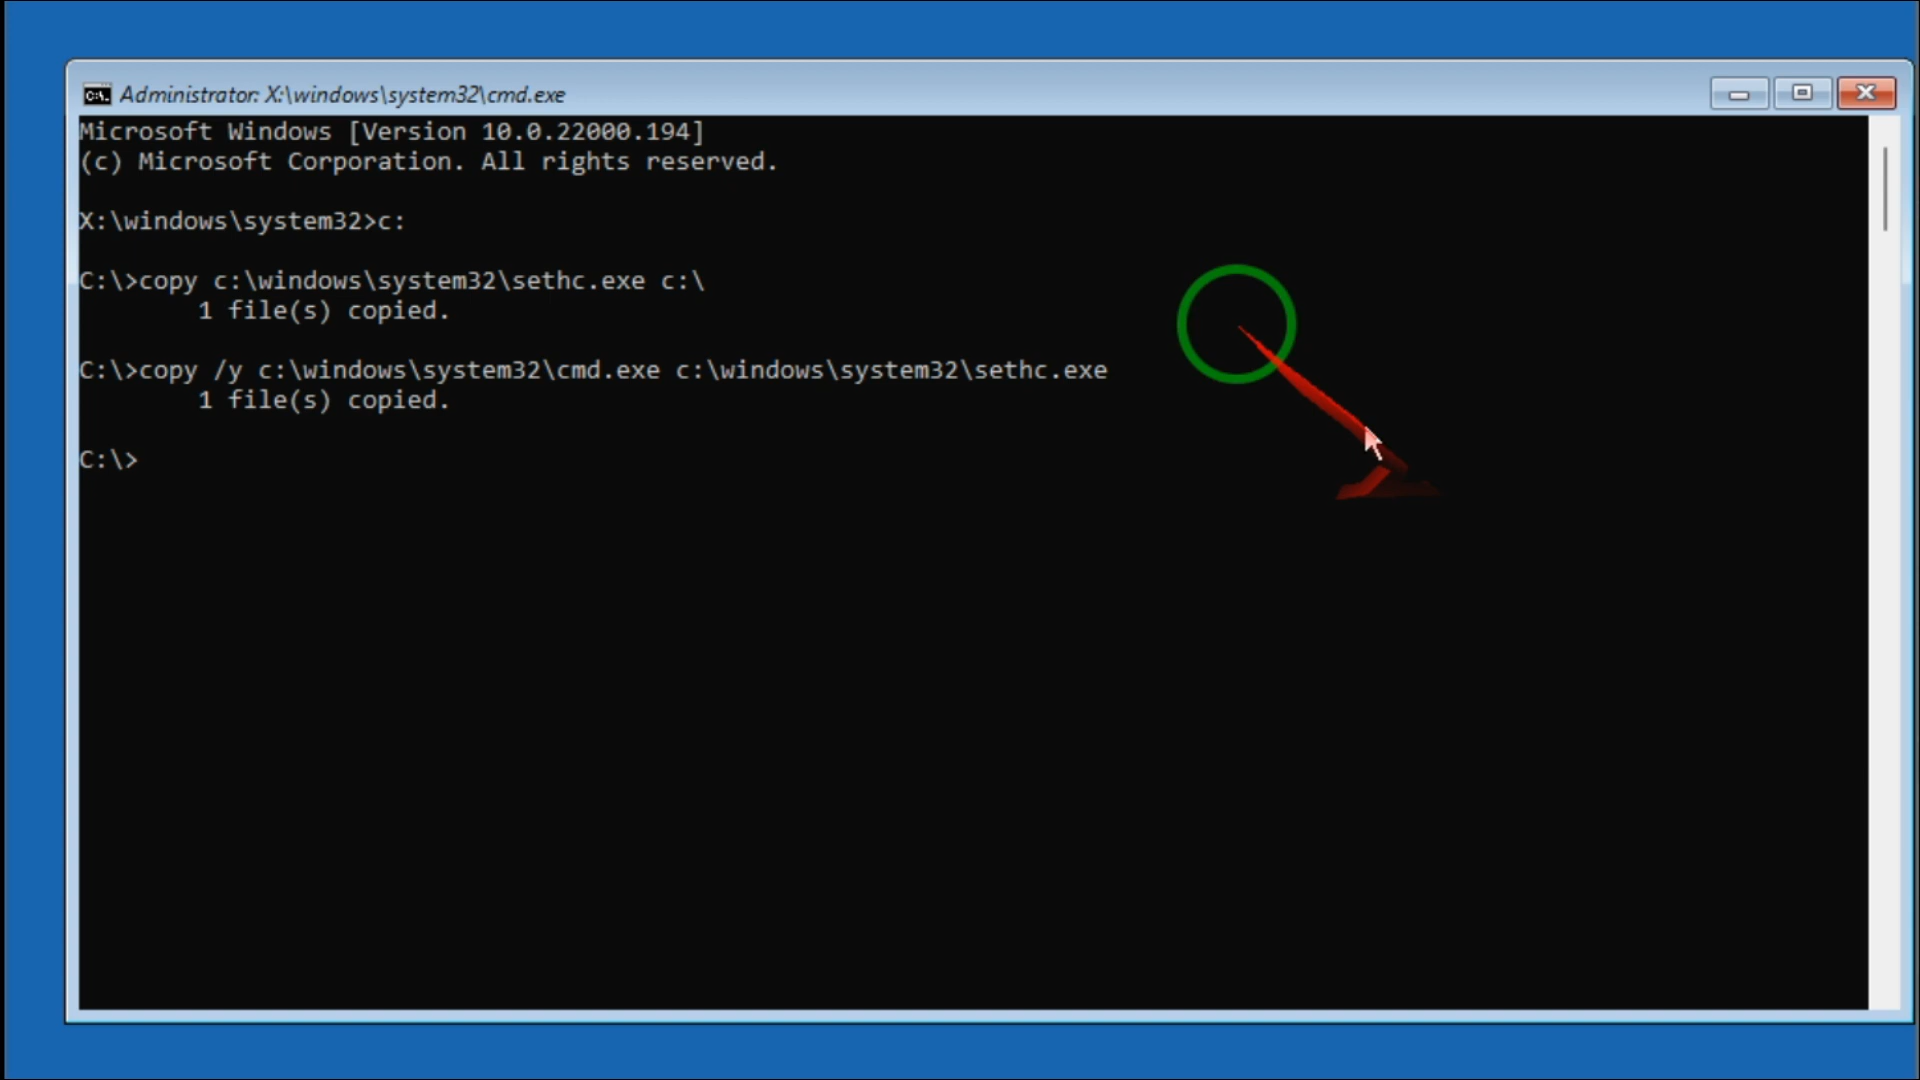 Administrator: X:\windows\system32\cmd.exe
Microsoft Windows [Version 10.0.22000.194]
(c) Microsoft Corporation. All rights reserved.
X:\windows\system32>c:
C:\>copy c:\windows\system32\sethc.exe c:\
1 file(s) copied.
C:\>copy /y c:\windows\system32\cmd.exe c:\windows\system32\sethc.exe
1 file(s) copied.
C:\>